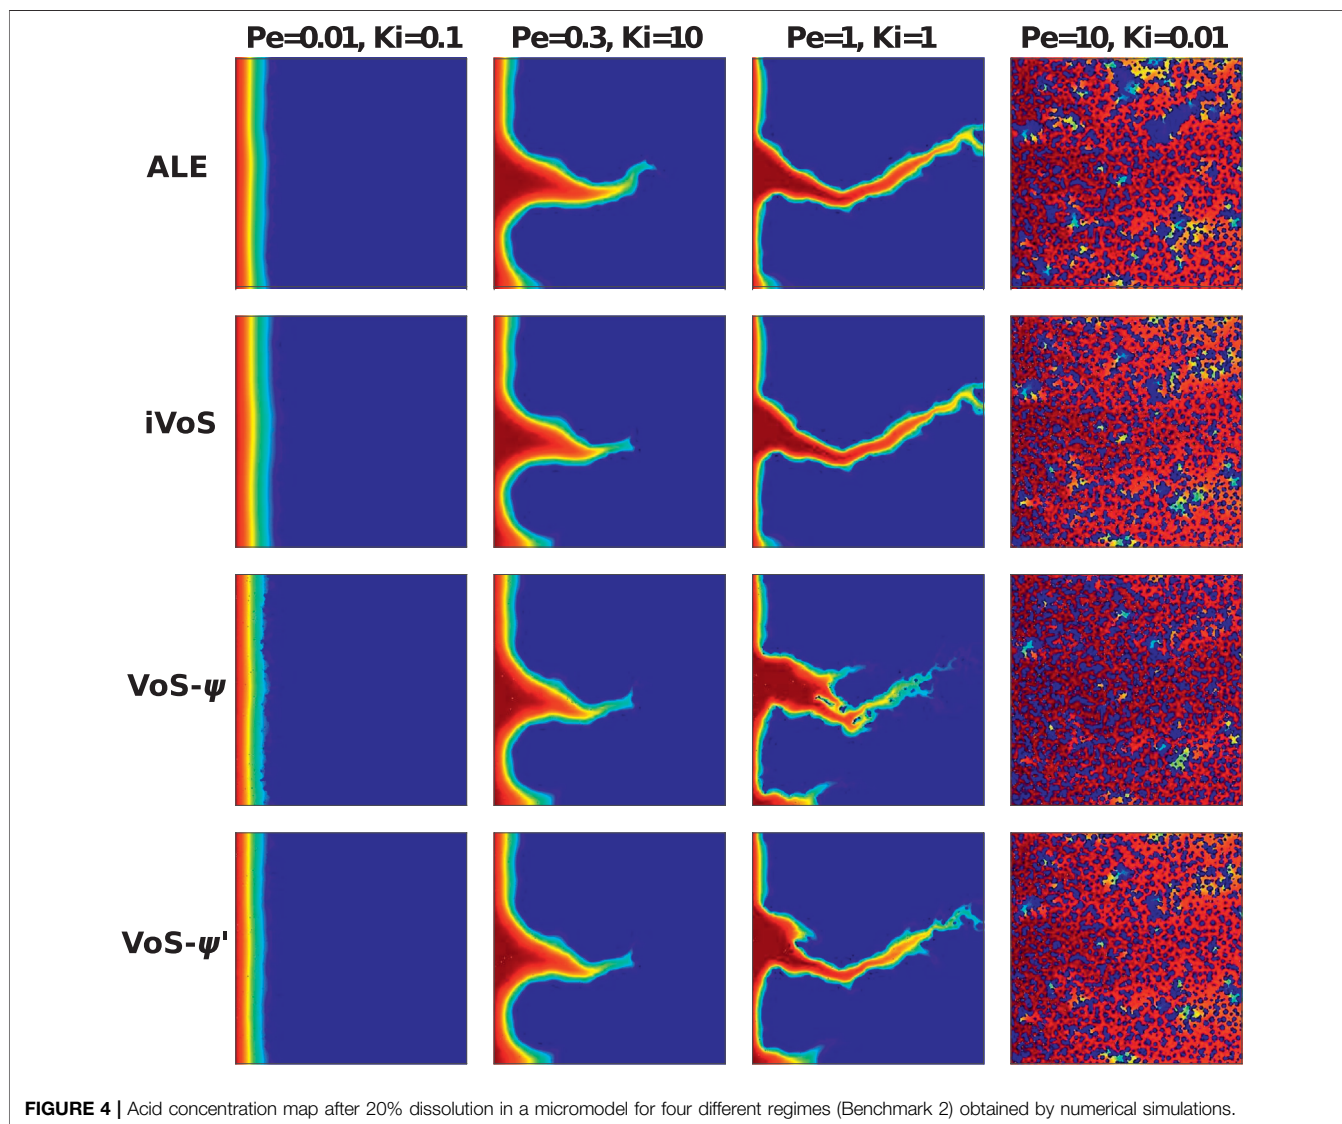 Pe=0.01, Ki=0.1 Pe=0.3, Ki=10 Pe=1, Ki=1 Pe=10, Ki=0.01
ALE
iVoS
VoS-ψ
VoS-ψ'
FIGURE 4 | Acid concentration map after 20% dissolution in a micromodel for four different regimes (Benchmark 2) obtained by numerical simulations.